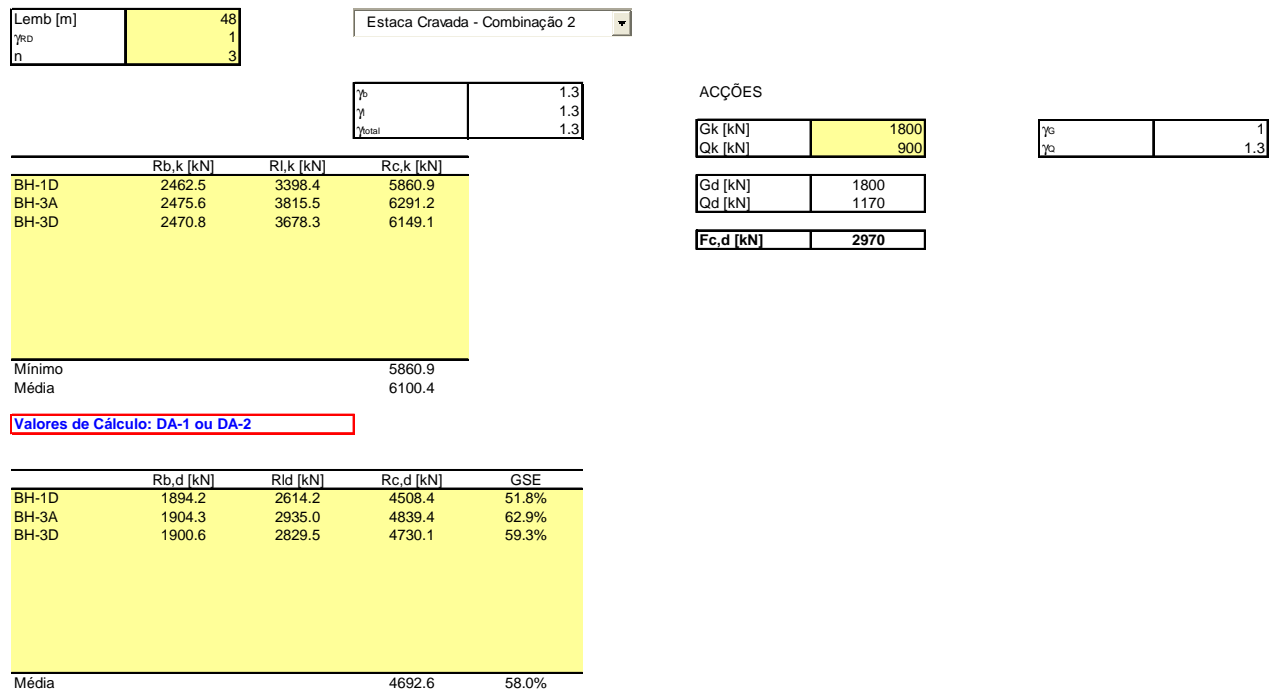 Lemb [m] 48
γRD 1
n 3
Estaca Cravada - Combinação 2
γb 1.3
γl 1.3
γtotal 1.3
ACÇÕES
Gk [kN] 1800
Qk [kN] 900
γG 1
γQ 1.3
Gd [kN] 1800
Qd [kN] 1170
Fc,d [kN] 2970
Rb,k [kN] Rl,k [kN] Rc,k [kN]
BH-1D 2462.5 3398.4 5860.9
BH-3A 2475.6 3815.5 6291.2
BH-3D 2470.8 3678.3 6149.1
Mínimo 5860.9
Média 6100.4
Valores de Cálculo: DA-1 ou DA-2
Rb,d [kN] Rld [kN] Rc,d [kN] GSE
BH-1D 1894.2 2614.2 4508.4 51.8%
BH-3A 1904.3 2935.0 4839.4 62.9%
BH-3D 1900.6 2829.5 4730.1 59.3%
Média 4692.6 58.0%